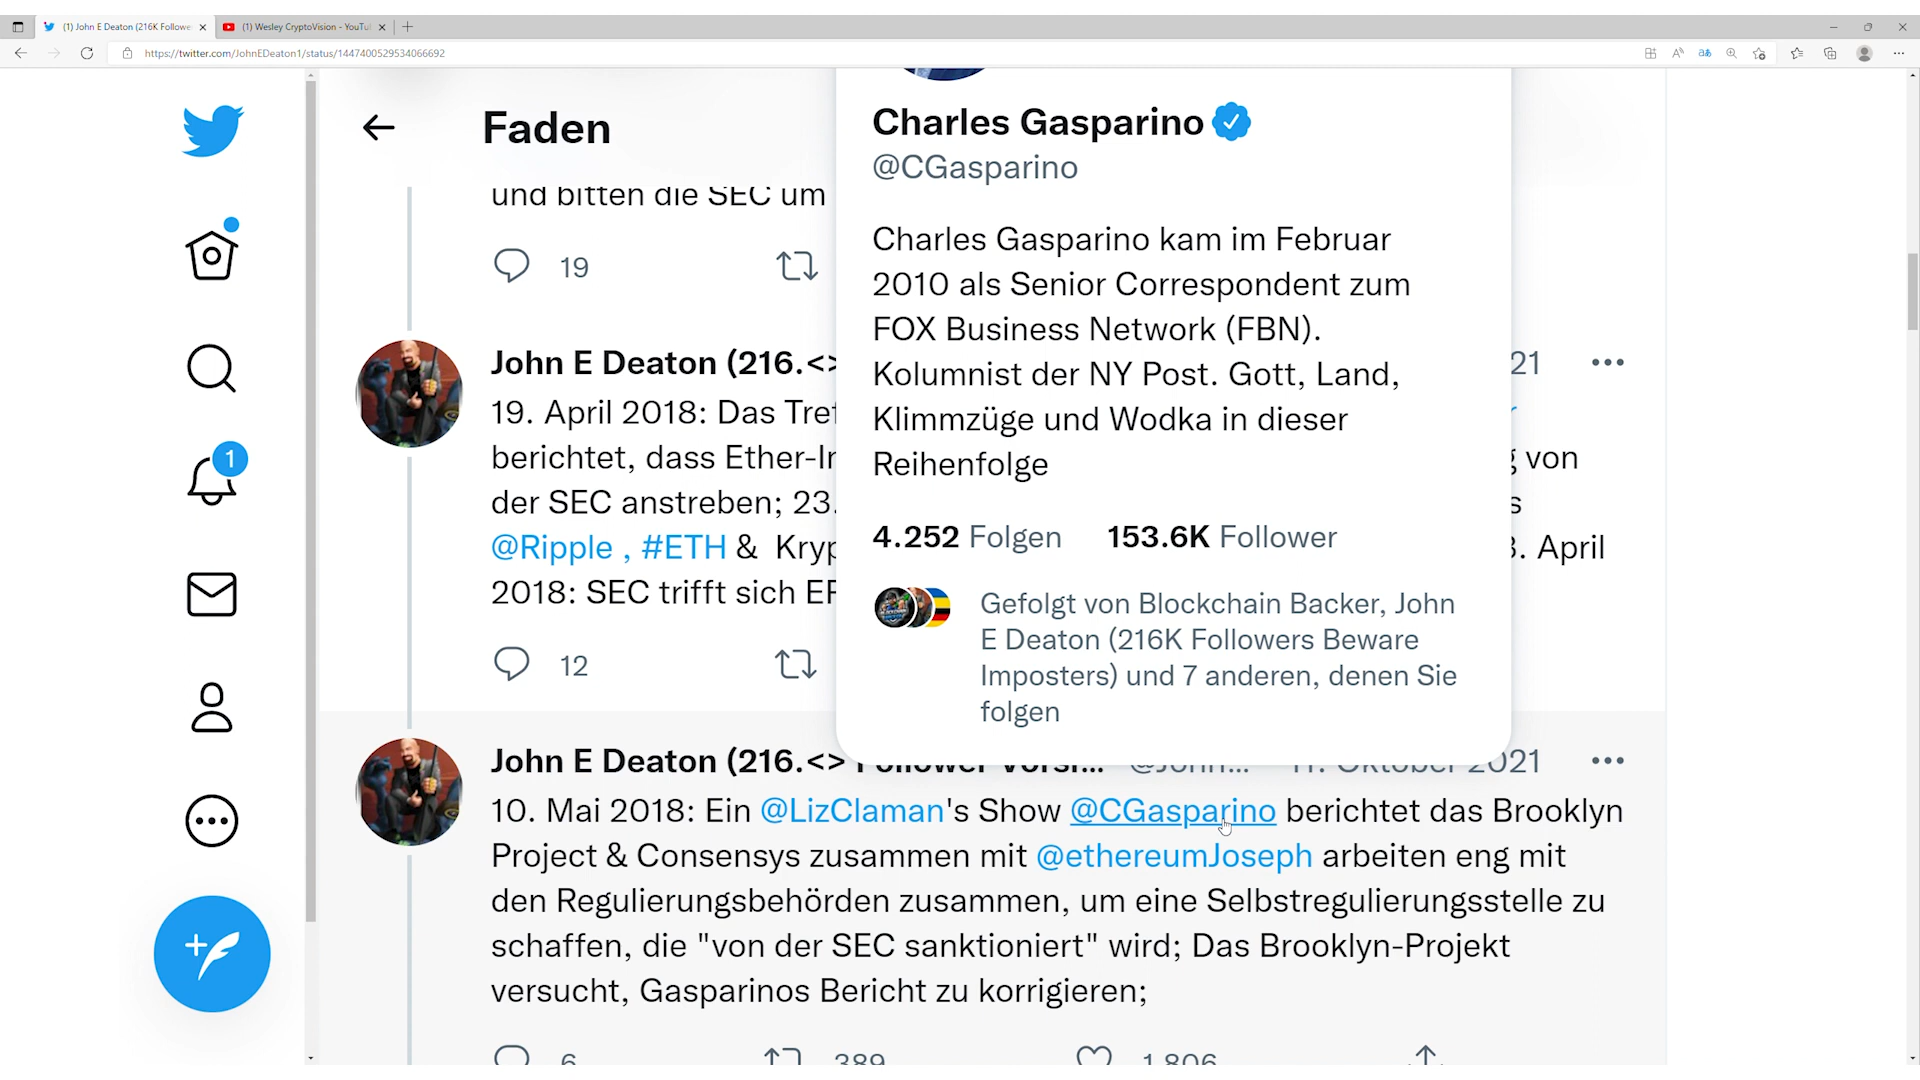 (1) John E Deaton (216K Followe
(1) Wesley CryptoVision - YouTu
https://twitter.com/JohnEDeaton1/status/1447400529534066692
Faden
und bitten die SEC um
19
John E Deaton (216.<>
21
19. April 2018: Das
berichtet, dass
von
der SEC anstreben; 23.
@Ripple , #ETH &
April
2018: SEC trifft sich
12
Charles Gasparino
@CGasparino
Charles Gasparino kam im Februar
2010 als Senior Correspondent zum
FOX Business Network (FBN).
Kolumnist der NY Post. Gott, Land,
Klimmzüge und Wodka in dieser
Reihenfolge
4.252 Folgen 153.6K Follower
Gefolgt von Blockchain Backer, John
E Deaton (216K Followers Beware
Imposters) und 7 anderen, denen Sie
folgen
1
John E Deaton (216.<> Follower Vorsi... @John... 11. Oktober 2021
10. Mai 2018: Ein @LizClaman's Show @CGasparino berichtet das Brooklyn
Project & Consensys zusammen mit @ethereumJoseph arbeiten eng mit
den Regulierungsbehörden zusammen, um eine Selbstregulierungsstelle zu
schaffen, die "von der SEC sanktioniert" wird; Das Brooklyn-Projekt
versucht, Gasparinos Bericht zu korrigieren;
6 389 1.806